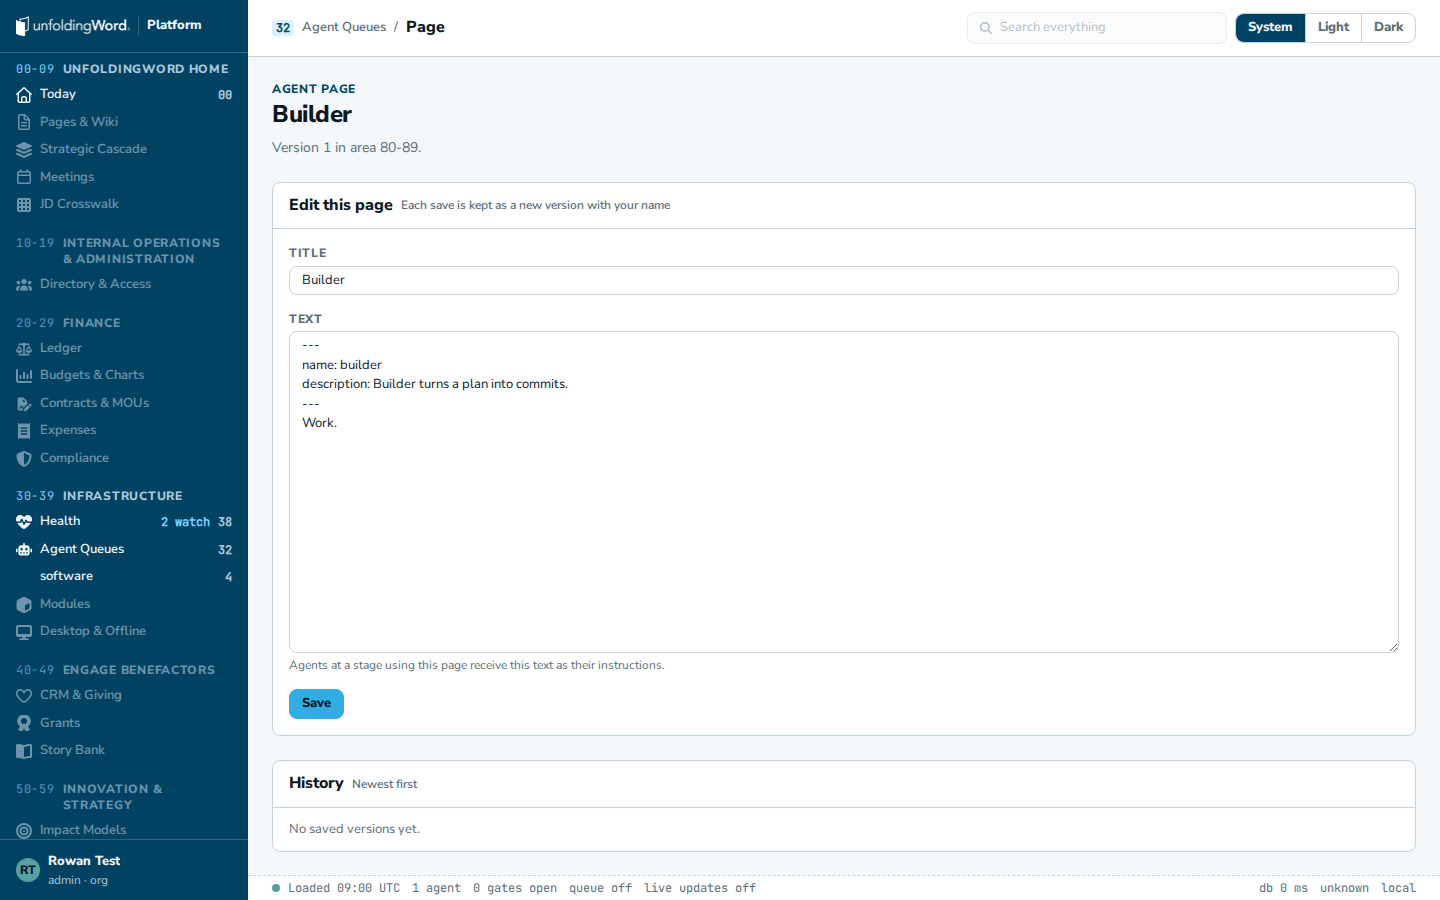 unfoldingWord Platform
00-09 UNFOLDINGWORD HOME
Today 00
Pages & Wiki
Strategic Cascade
Meetings
JD Crosswalk
10-19 INTERNAL OPERATIONS
& ADMINISTRATION
Directory & Access
20-29 FINANCE
Ledger
Budgets & Charts
Contracts & MOUs
Expenses
Compliance
30-39 INFRASTRUCTURE
Health 2 watch 38
Agent Queues 32
software 4
Modules
Desktop & Offline
40-49 ENGAGE BENEFACTORS
CRM & Giving
Grants
Story Bank
50-59 INNOVATION &
STRATEGY
Impact Models
RT Rowan Test
admin · org
32 Agent Queues / Page
Search everything
System Light Dark
AGENT PAGE
Builder
Version 1 in area 80-89.
Edit this page Each save is kept as a new version with your name
TITLE
Builder
TEXT
---
name: builder
description: Builder turns a plan into commits.
---
Work.
Agents at a stage using this page receive this text as their instructions.
Save
History Newest first
No saved versions yet.
Loaded 09:00 UTC 1 agent 0 gates open queue off live updates off
db 0 ms unknown local